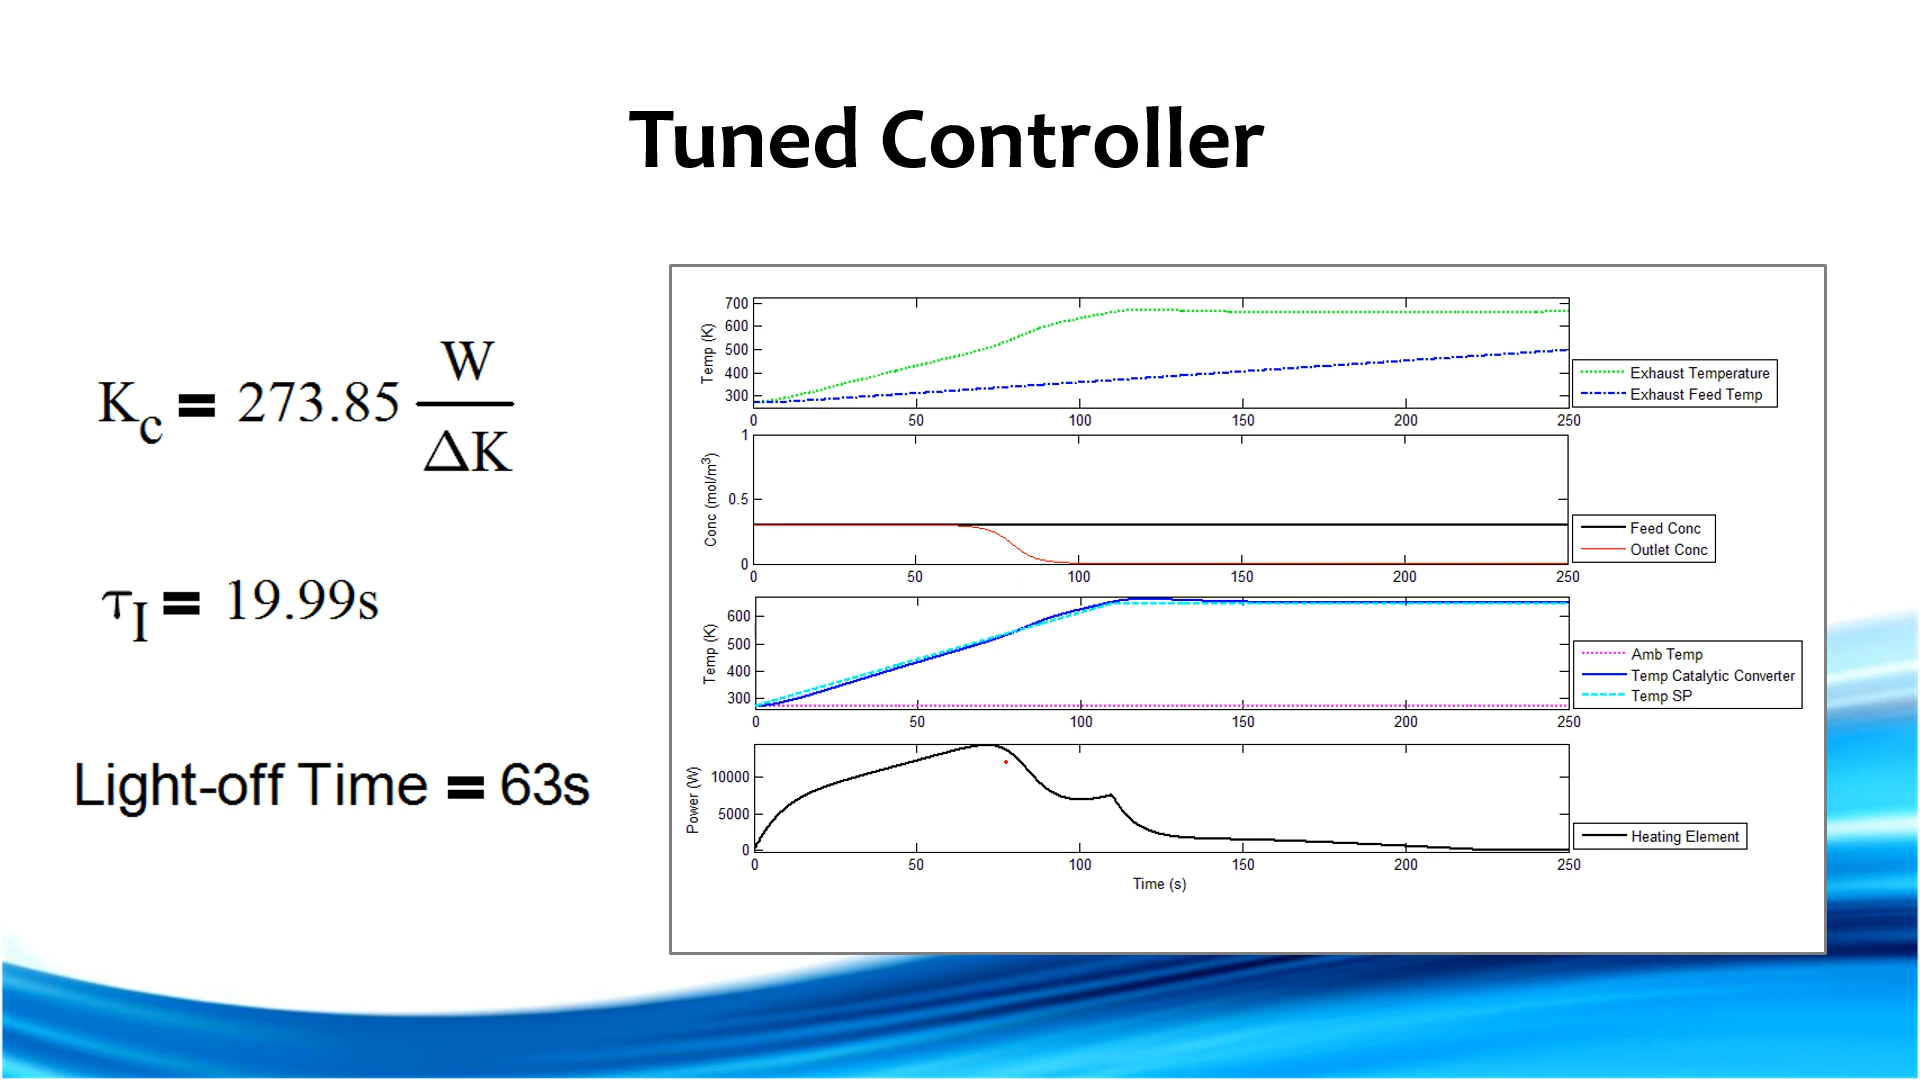 Tuned Controller
K_c = 273.85 W/ΔK
τ_I = 19.99s
Light-off Time = 63s
Temp (K)
700
600
500
400
300
0 50 100 150 200 250
Exhaust Temperature
Exhaust Feed Temp
Conc (mol/m³)
1
0.5
0
0 50 100 150 200 250
Feed Conc
Outlet Conc
Temp (K)
600
500
400
300
0 50 100 150 200 250
Amb Temp
Temp Catalytic Converter
Temp SP
Power (W)
10000
5000
0
0 50 100 150 200 250
Time (s)
Heating Element